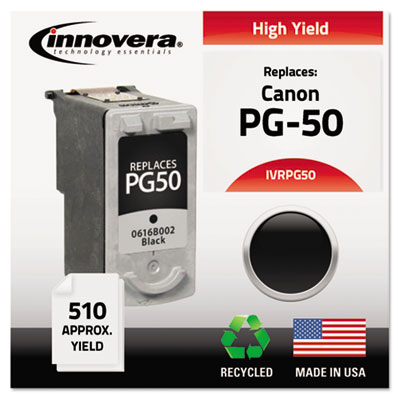 innovera®
technology essentials
High Yield
Replaces:
Canon
PG-50
IVRPG50
REPLACES
PG50
0616B002
Black
510
APPROX.
YIELD
RECYCLED
MADE IN USA